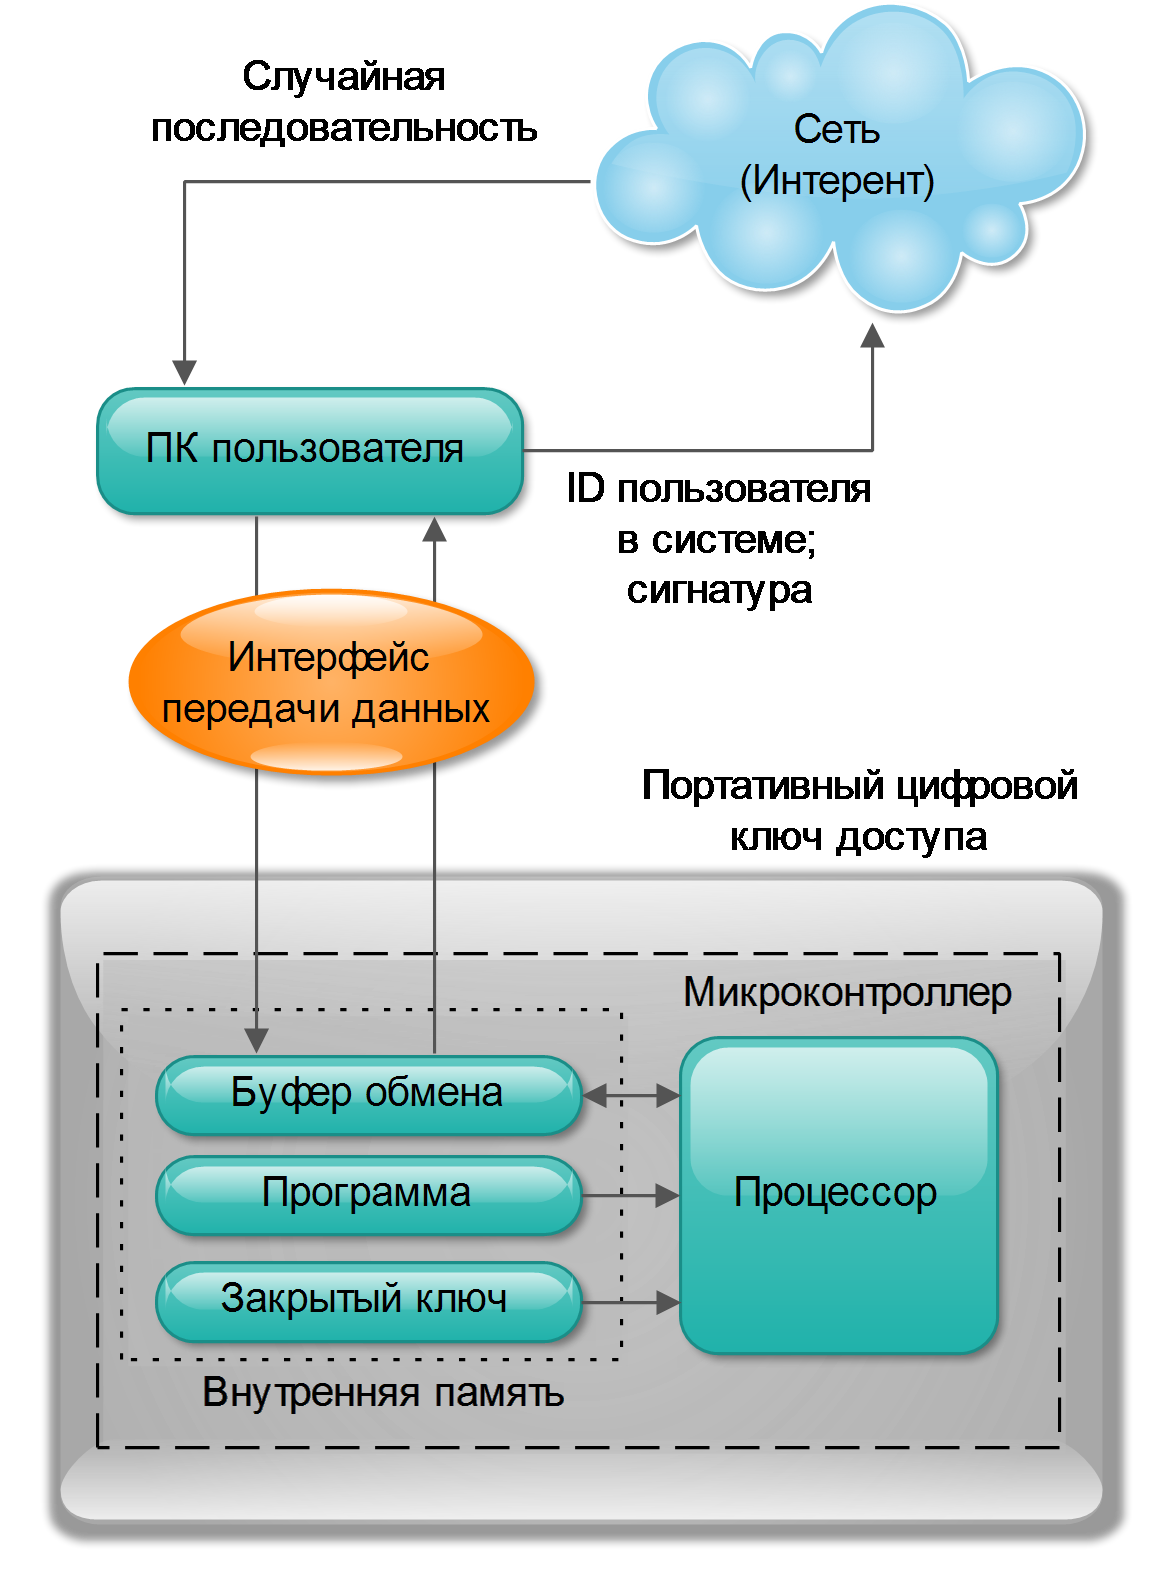 Случайная
последовательность
Сеть
(Интерент)
ПК пользователя
ID пользователя
в системе;
сигнатура
Интерфейс
передачи данных
Портативный цифровой
ключ доступа
Микроконтроллер
Буфер обмена
Программа
Процессор
Закрытый ключ
Внутренняя память